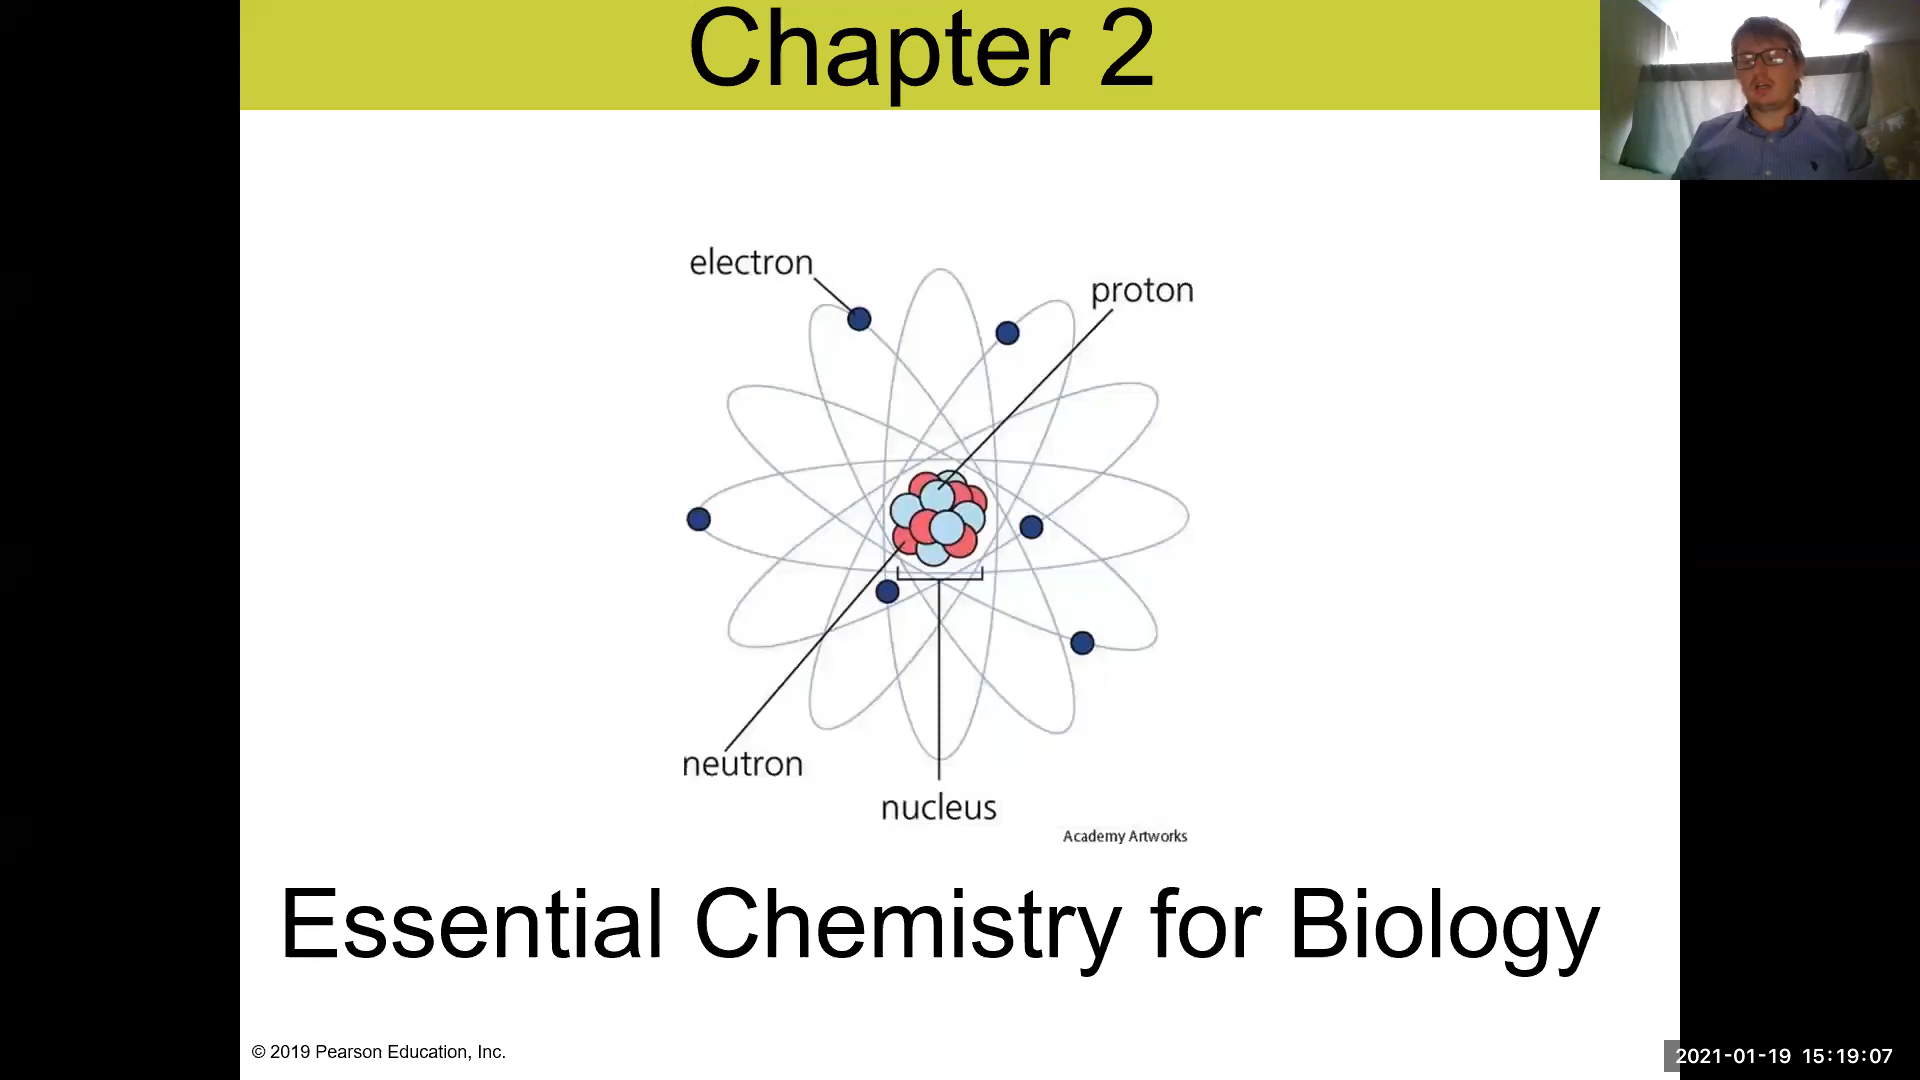 Chapter 2
electron
proton
neutron
nucleus
Academy Artworks
Essential Chemistry for Biology
© 2019 Pearson Education, Inc.
2021-01-19 15:19:07